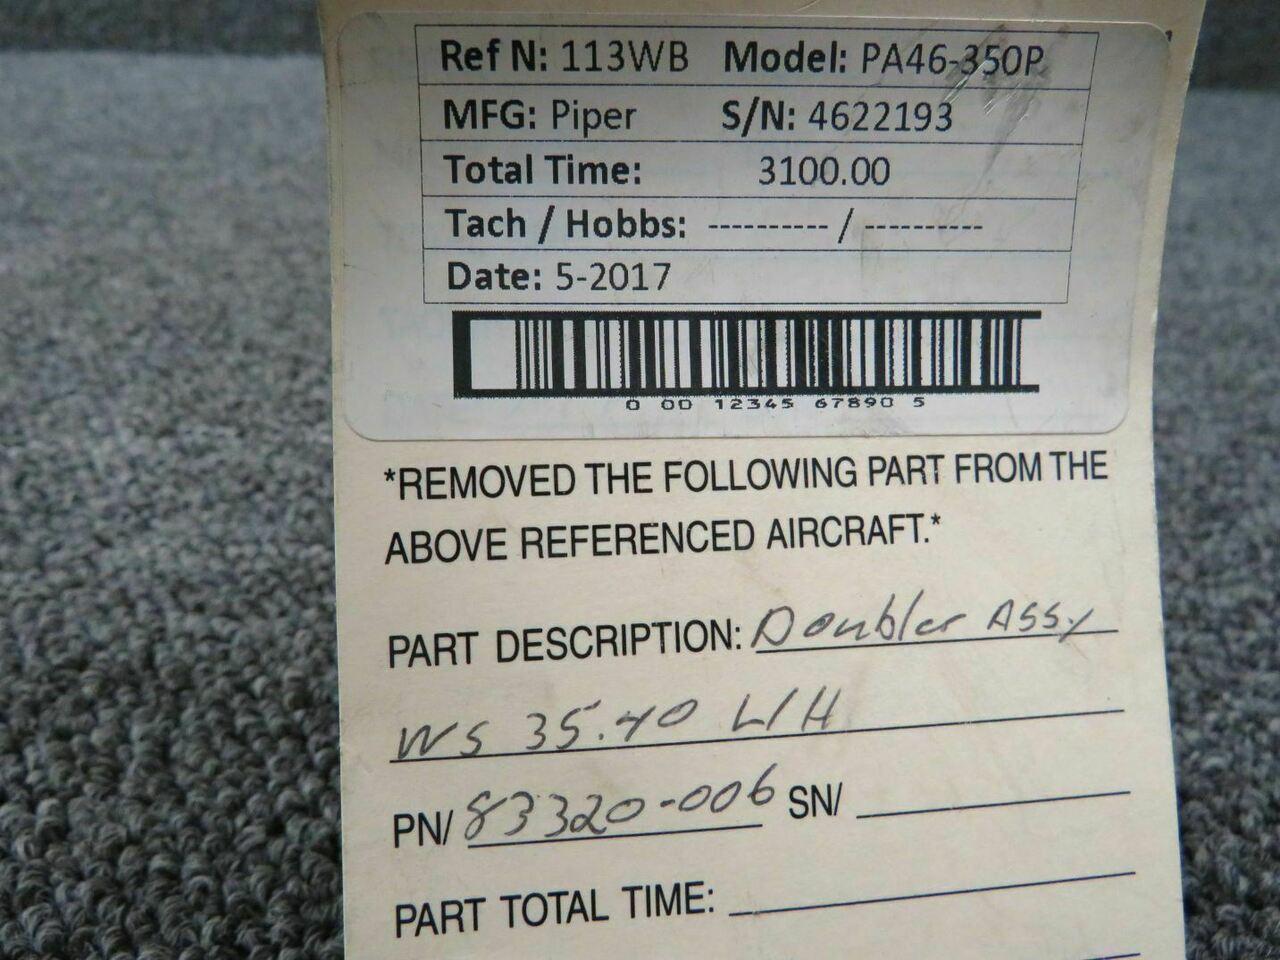 Ref N: 113WB Model: PA46-350P
MFG: Piper S/N: 4622193
Total Time: 3100.00
Tach / Hobbs: ---------- / ----------
Date: 5-2017
0 00 12345 67890 5
*REMOVED THE FOLLOWING PART FROM THE
ABOVE REFERENCED AIRCRAFT.*
PART DESCRIPTION: Doubler ASSY
WS 35.40 L/H
PN/ 83320-006 SN/
PART TOTAL TIME: